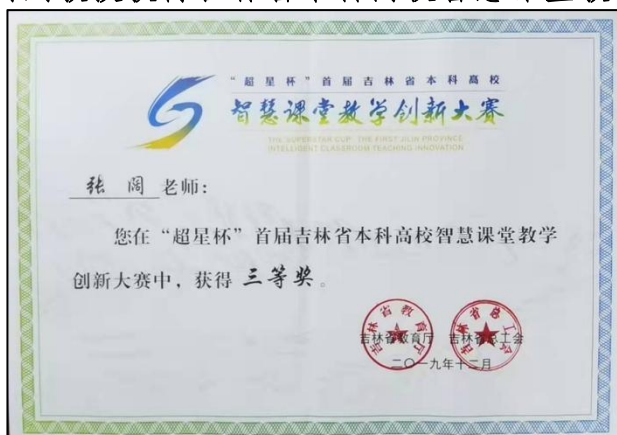 “超星杯”首届吉林省本科高校
智慧课堂教学创新大赛
THE SUPERSTAR CUP THE FIRST JILIN PROVINCE
INTELLIGENT CLASSROOM TEACHING INNOVATION
张 阔 老师：
您在“超星杯”首届吉林省本科高校智慧课堂教学
创新大赛中，获得 三等奖 。
吉林省教育厅 吉林省总工会
二〇一九年十二月